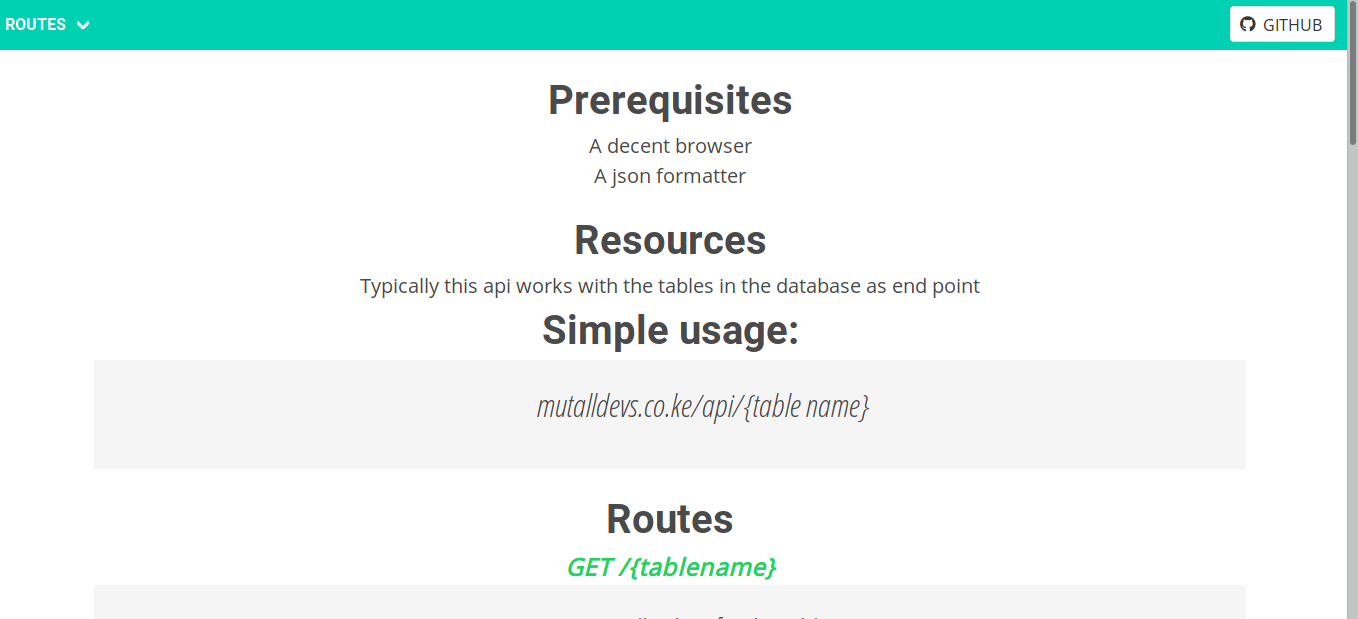 ROUTES
GITHUB
Prerequisites
A decent browser
A json formatter
Resources
Typically this api works with the tables in the database as end point
Simple usage:
mutalldevs.co.ke/api/{table name}
Routes
GET /{tablename}